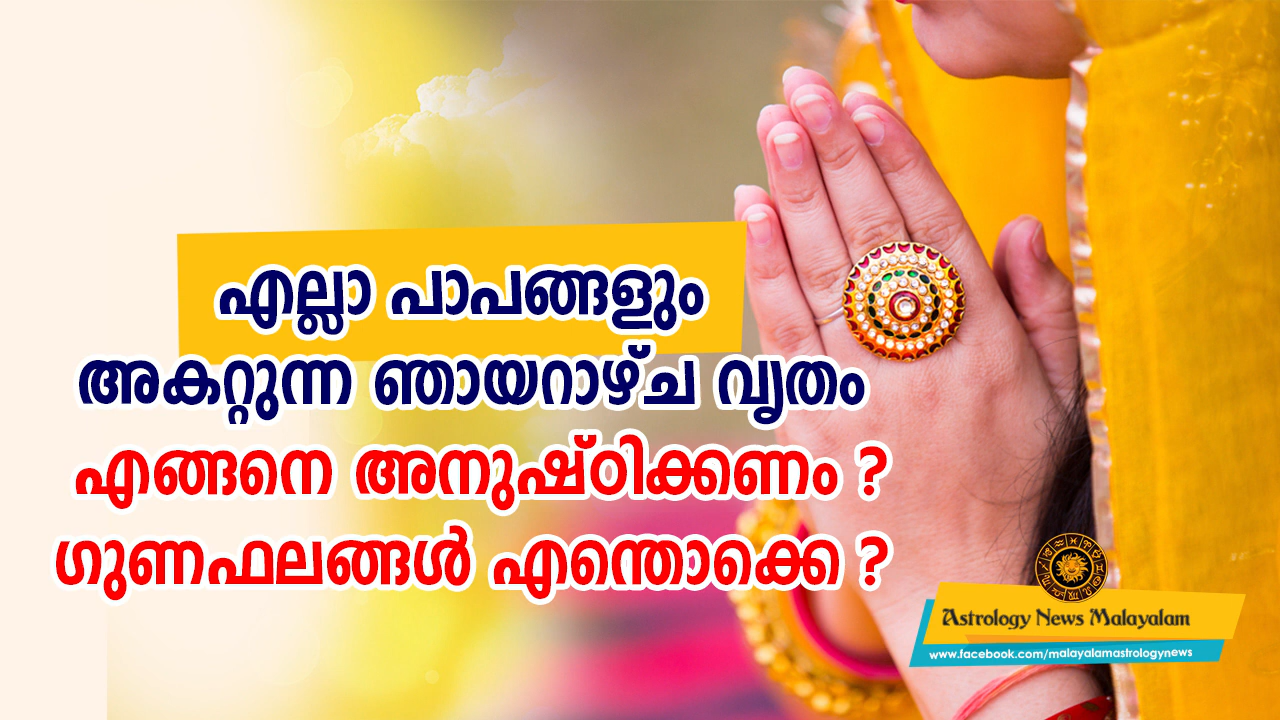 എല്ലാ പാപങ്ങളും
അകറ്റുന്ന ഞായറാഴ്ച വൃതം
എങ്ങനെ അനുഷ്ഠിക്കണം ?
ഗുണഫലങ്ങൾ എന്തൊക്കെ ?
Astrology News Malayalam
www.facebook.com/malayalamastrologynews